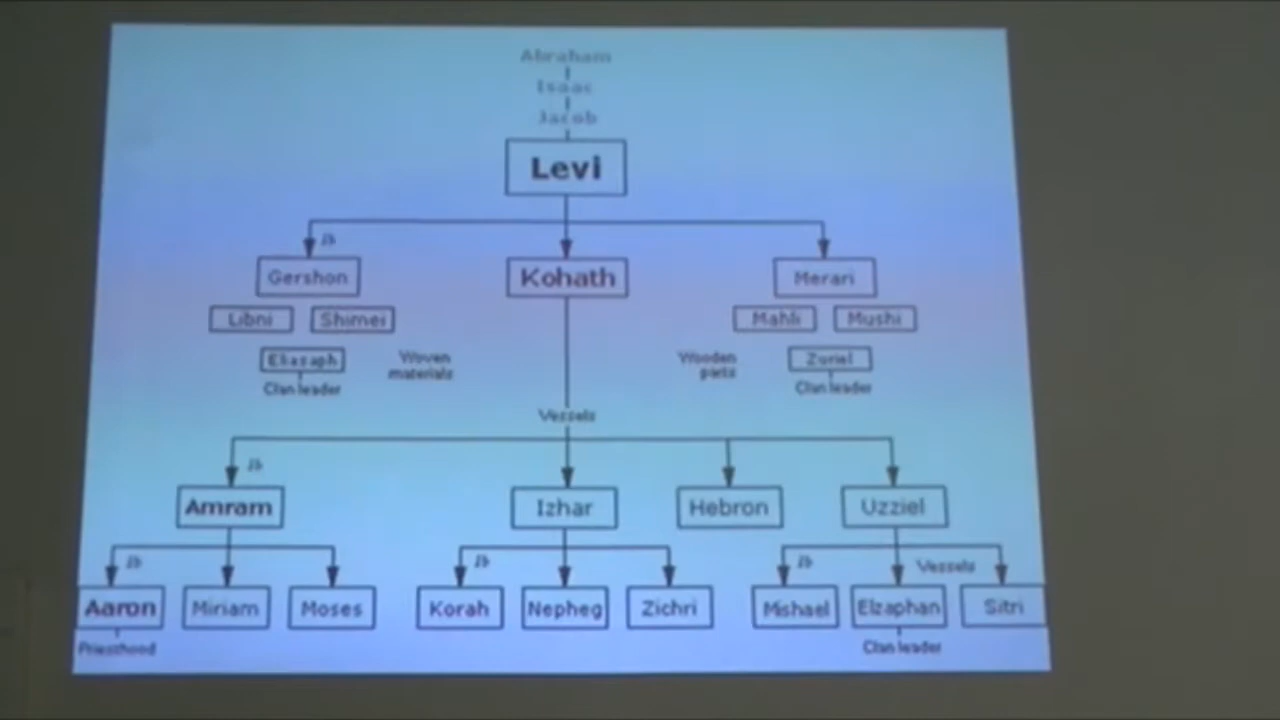 Abraham
Isaac
Jacob
Levi
Gershon
Kohath
Merari
Libni
Shimei
Mahli
Mushi
Eliasaph
Clan leader
Woven
materials
Wooden
parts
Zuriel
Clan leader
Vessels
Amram
Izhar
Hebron
Uzziel
Vessels
Aaron
Miriam
Moses
Korah
Nepheg
Zichri
Mishael
Elzaphan
Sitri
Priesthood
Clan leader